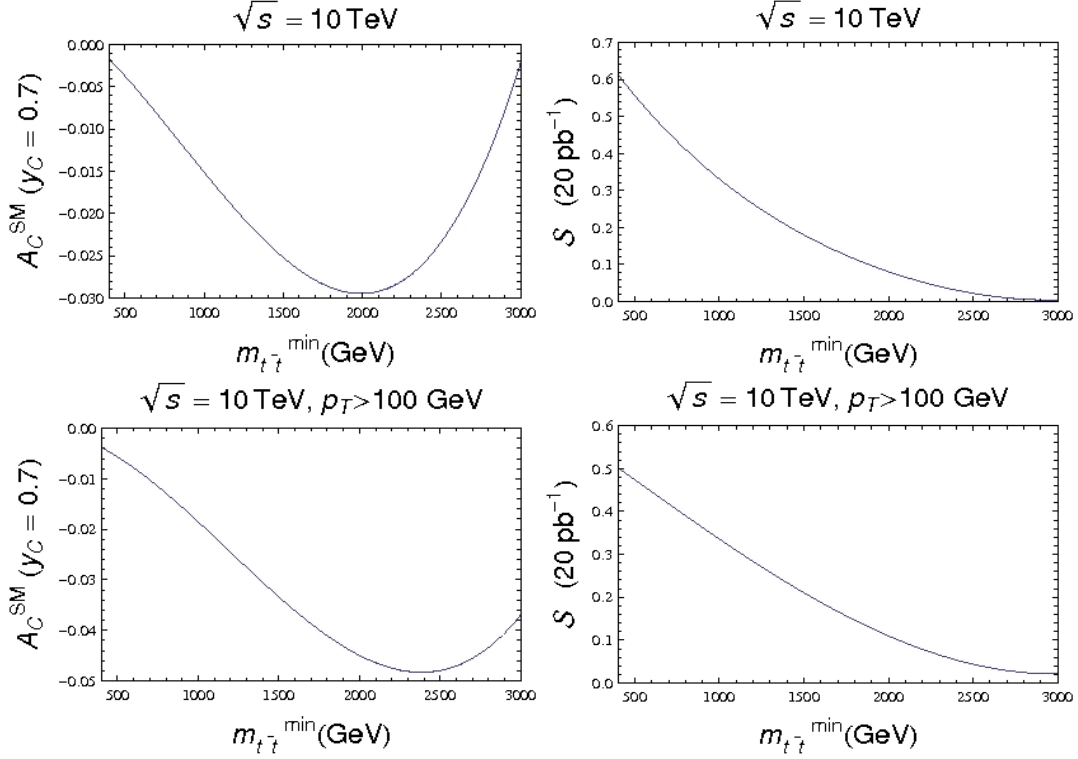 √s = 10 TeV
A_C^SM (y_C = 0.7)
0.000
−0.005
−0.010
−0.015
−0.020
−0.025
−0.030
500 1000 1500 2000 2500 3000
m_{t t̄}^min (GeV)
√s = 10 TeV
𝒮 (20 pb⁻¹)
0.7
0.6
0.5
0.4
0.3
0.2
0.1
0.0
500 1000 1500 2000 2500 3000
m_{t t̄}^min (GeV)
√s = 10 TeV, p_T>100 GeV
A_C^SM (y_C = 0.7)
0.00
−0.01
−0.02
−0.03
−0.04
−0.05
500 1000 1500 2000 2500 3000
m_{t t̄}^min (GeV)
√s = 10 TeV, p_T>100 GeV
𝒮 (20 pb⁻¹)
0.6
0.5
0.4
0.3
0.2
0.1
0.0
500 1000 1500 2000 2500 3000
m_{t t̄}^min (GeV)